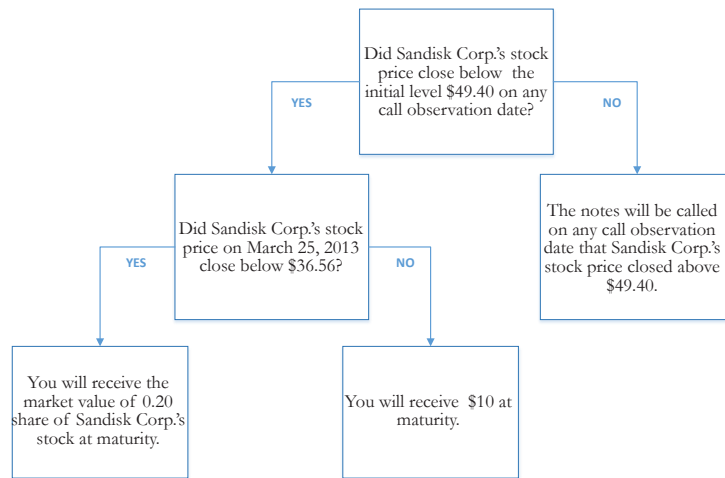 Did Sandisk Corp.'s stock
price close below the
initial level $49.40 on any
call observation date?
YES
NO
Did Sandisk Corp.'s stock
price on March 25, 2013
close below $36.56?
The notes will be called
on any call observation
date that Sandisk Corp.'s
stock price closed above
$49.40.
YES
NO
You will receive the
market value of 0.20
share of Sandisk Corp.'s
stock at maturity.
You will receive $10 at
maturity.